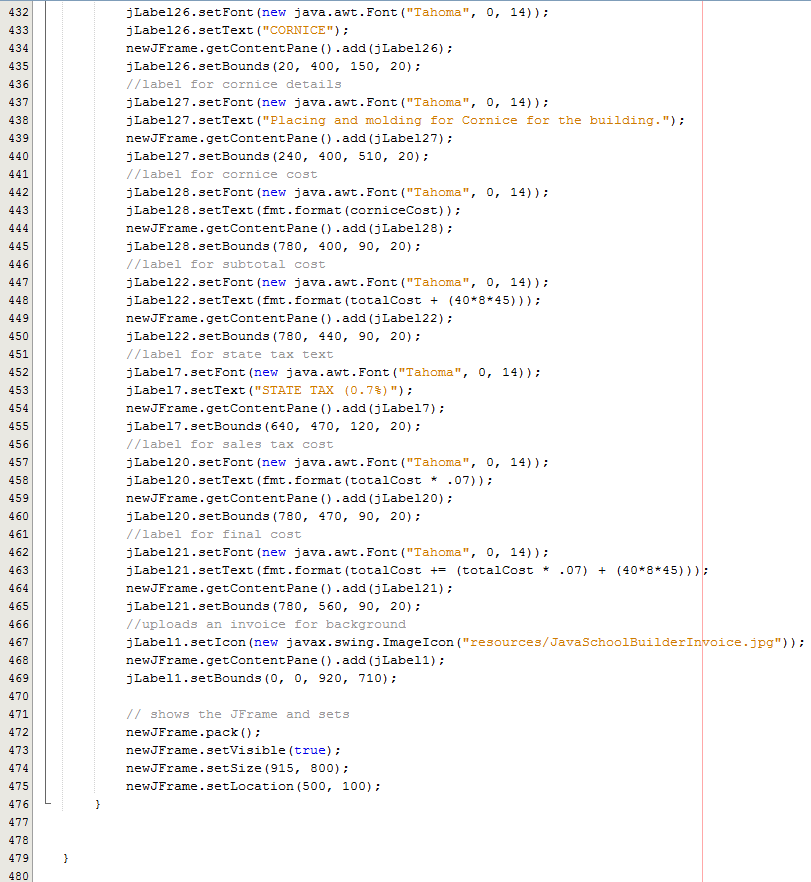 432 jLabel26.setFont(new java.awt.Font("Tahoma", 0, 14));
433 jLabel26.setText("CORNICE");
434 newJFrame.getContentPane().add(jLabel26);
435 jLabel26.setBounds(20, 400, 150, 20);
436 //label for cornice details
437 jLabel27.setFont(new java.awt.Font("Tahoma", 0, 14));
438 jLabel27.setText("Placing and molding for Cornice for the building.");
439 newJFrame.getContentPane().add(jLabel27);
440 jLabel27.setBounds(240, 400, 510, 20);
441 //label for cornice cost
442 jLabel28.setFont(new java.awt.Font("Tahoma", 0, 14));
443 jLabel28.setText(fmt.format(corniceCost));
444 newJFrame.getContentPane().add(jLabel28);
445 jLabel28.setBounds(780, 400, 90, 20);
446 //label for subtotal cost
447 jLabel22.setFont(new java.awt.Font("Tahoma", 0, 14));
448 jLabel22.setText(fmt.format(totalCost + (40*8*45)));
449 newJFrame.getContentPane().add(jLabel22);
450 jLabel22.setBounds(780, 440, 90, 20);
451 //label for state tax text
452 jLabel7.setFont(new java.awt.Font("Tahoma", 0, 14));
453 jLabel7.setText("STATE TAX (0.7%)");
454 newJFrame.getContentPane().add(jLabel7);
455 jLabel7.setBounds(640, 470, 120, 20);
456 //label for sales tax cost
457 jLabel20.setFont(new java.awt.Font("Tahoma", 0, 14));
458 jLabel20.setText(fmt.format(totalCost * .07));
459 newJFrame.getContentPane().add(jLabel20);
460 jLabel20.setBounds(780, 470, 90, 20);
461 //label for final cost
462 jLabel21.setFont(new java.awt.Font("Tahoma", 0, 14));
463 jLabel21.setText(fmt.format(totalCost += (totalCost * .07) + (40*8*45)));
464 newJFrame.getContentPane().add(jLabel21);
465 jLabel21.setBounds(780, 560, 90, 20);
466 //uploads an invoice for background
467 jLabel1.setIcon(new javax.swing.ImageIcon("resources/JavaSchoolBuilderInvoice.jpg"));
468 newJFrame.getContentPane().add(jLabel1);
469 jLabel1.setBounds(0, 0, 920, 710);
470
471 // shows the JFrame and sets
472 newJFrame.pack();
473 newJFrame.setVisible(true);
474 newJFrame.setSize(915, 800);
475 newJFrame.setLocation(500, 100);
476 }
477
478
479 }
480